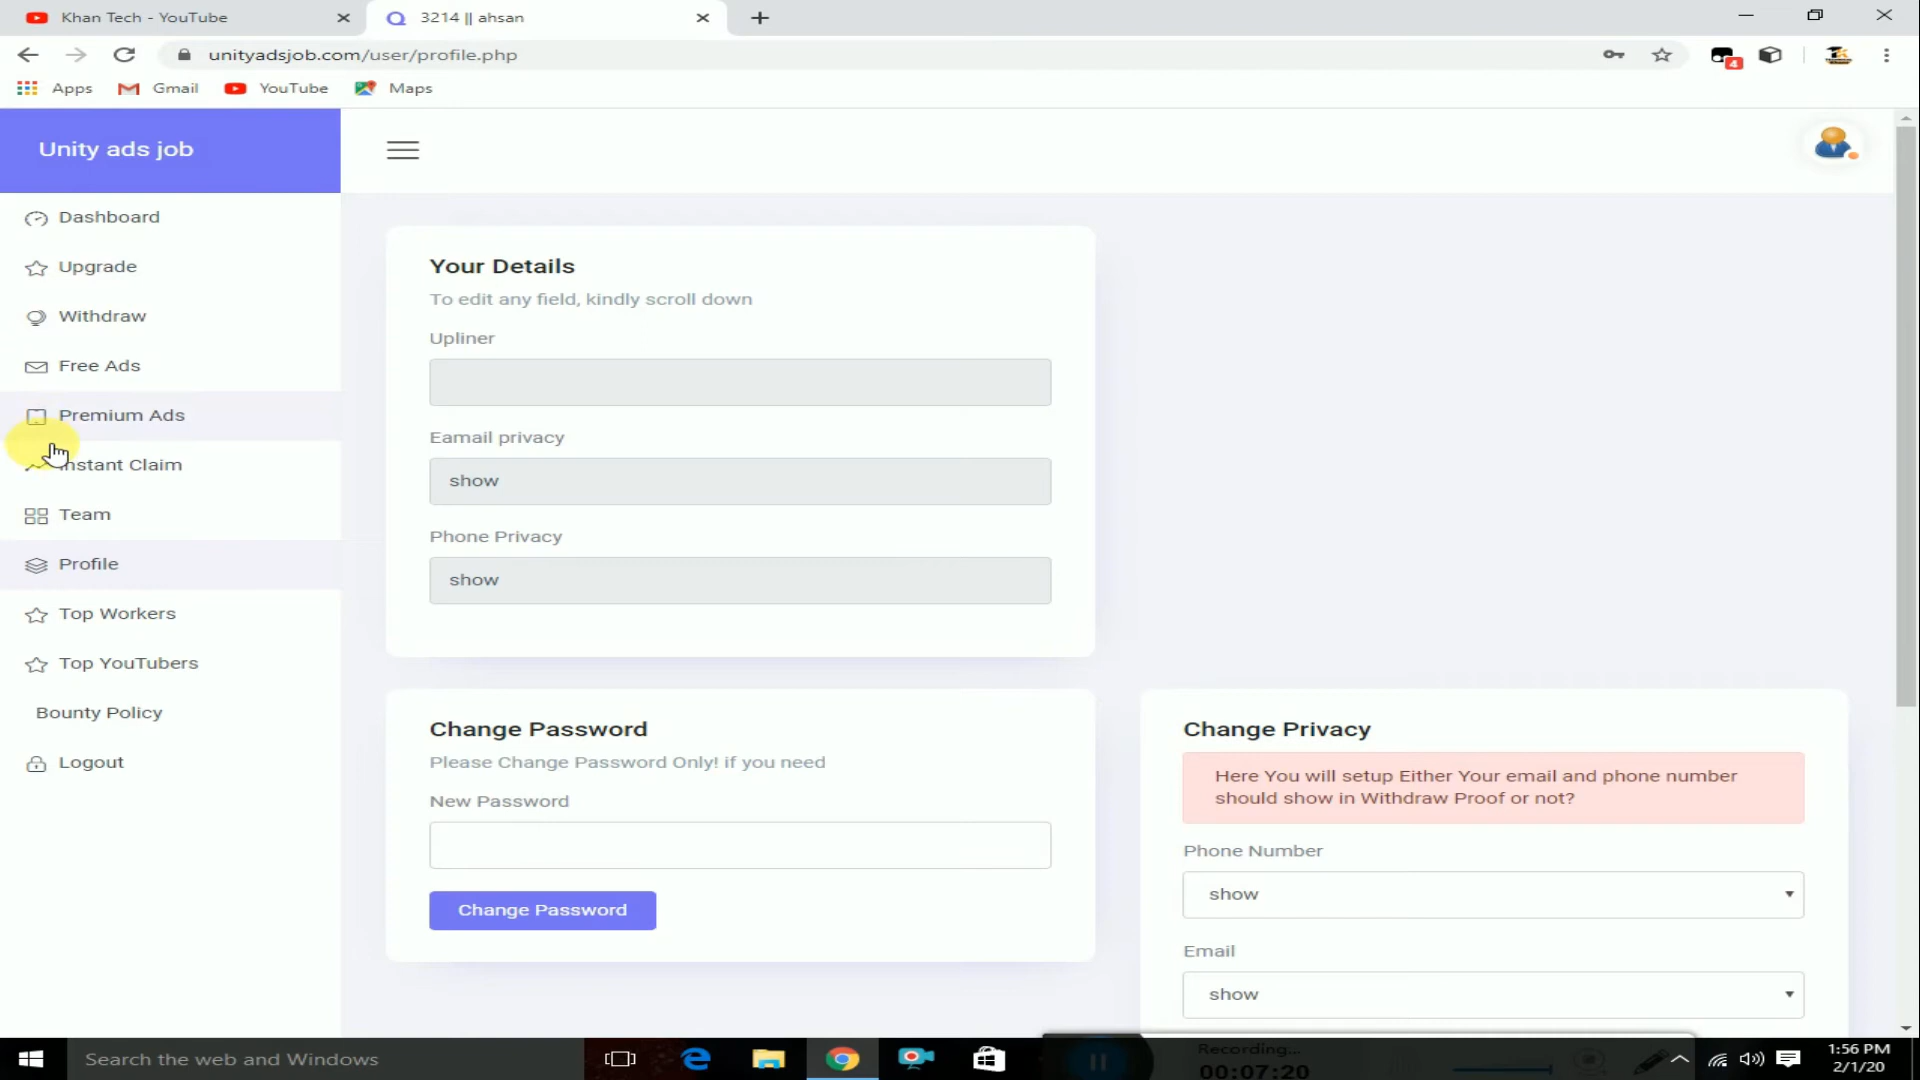 Khan Tech - YouTube
3214 || ahsan
unityadsjob.com/user/profile.php
4
Apps
Gmail
YouTube
Maps
Unity ads job
Dashboard
Upgrade
Withdraw
Free Ads
Premium Ads
Instant Claim
Team
Profile
Top Workers
Top YouTubers
Bounty Policy
Logout
Your Details
To edit any field, kindly scroll down
Upliner
Eamail privacy
show
Phone Privacy
show
Change Password
Please Change Password Only! if you need
New Password
Change Password
Change Privacy
Here You will setup Either Your email and phone number
should show in Withdraw Proof or not?
Phone Number
show
Email
show
Search the web and Windows
Recording...
00:07:20
1:56 PM
2/1/20